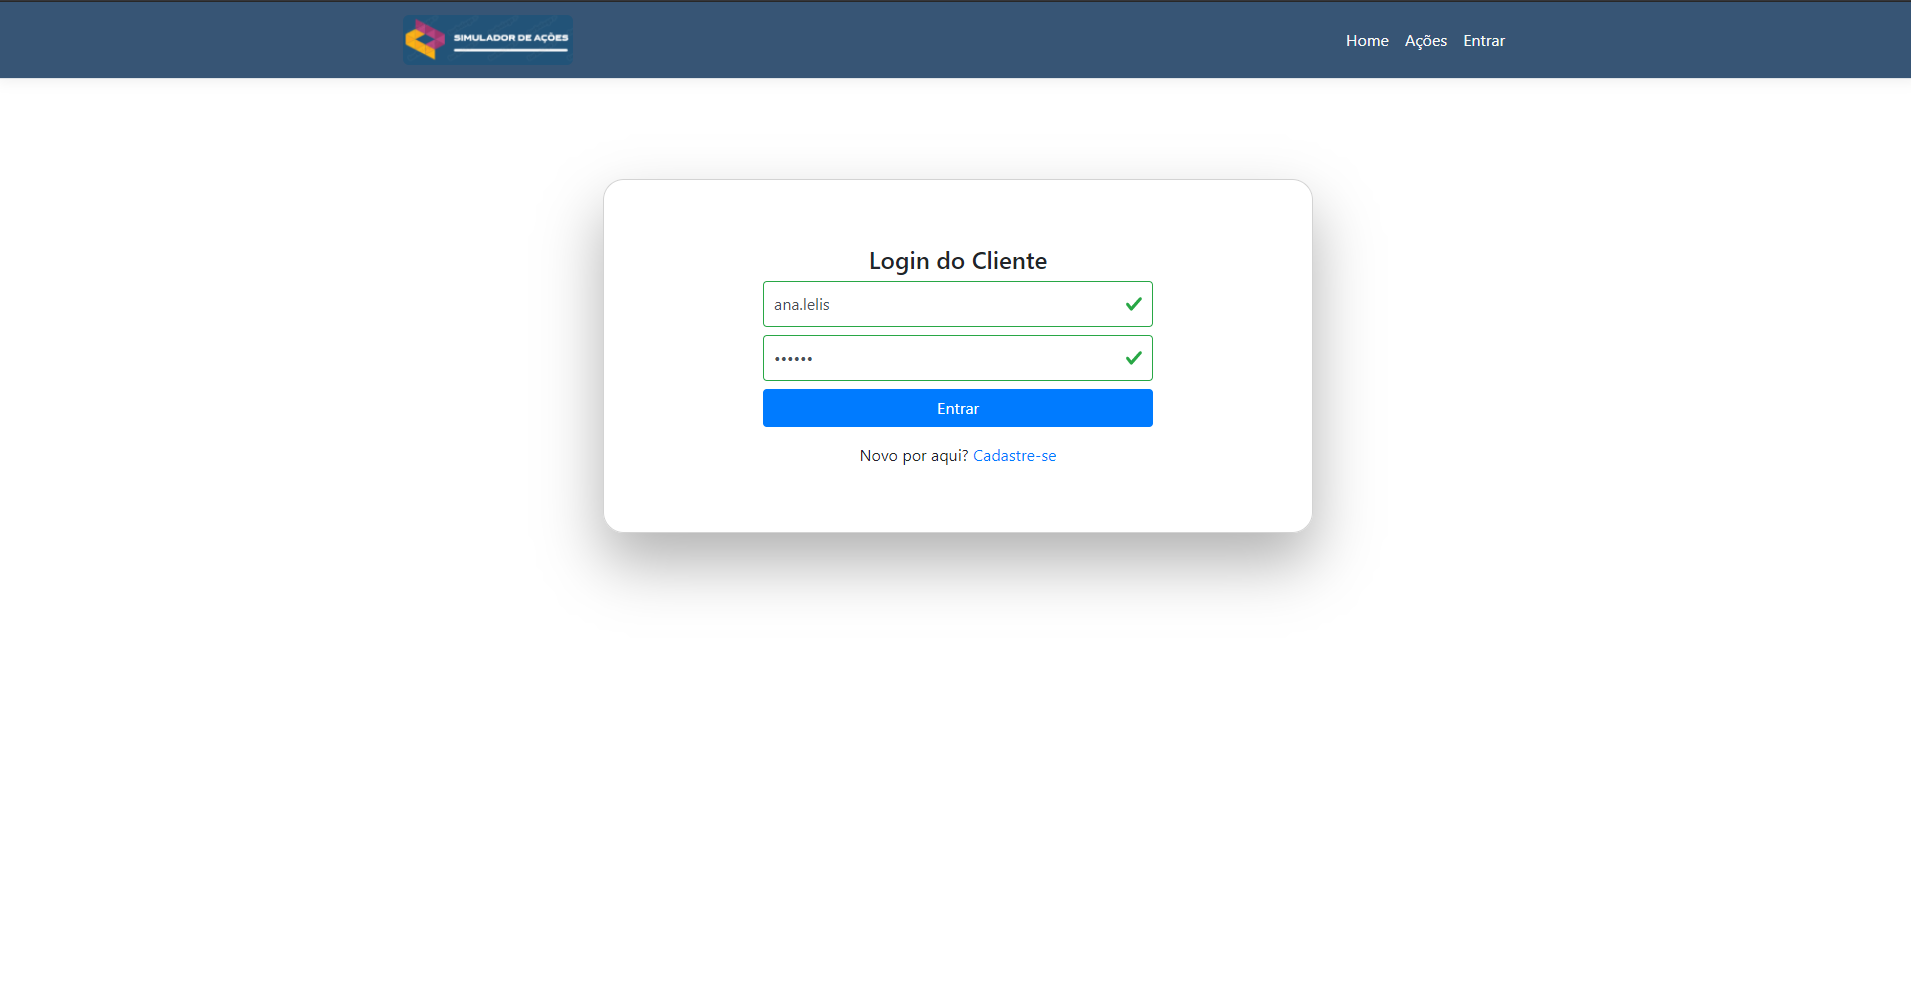 SIMULADOR DE AÇÕES
Home Ações Entrar
Login do Cliente
ana.lelis
••••••
Entrar
Novo por aqui? Cadastre-se